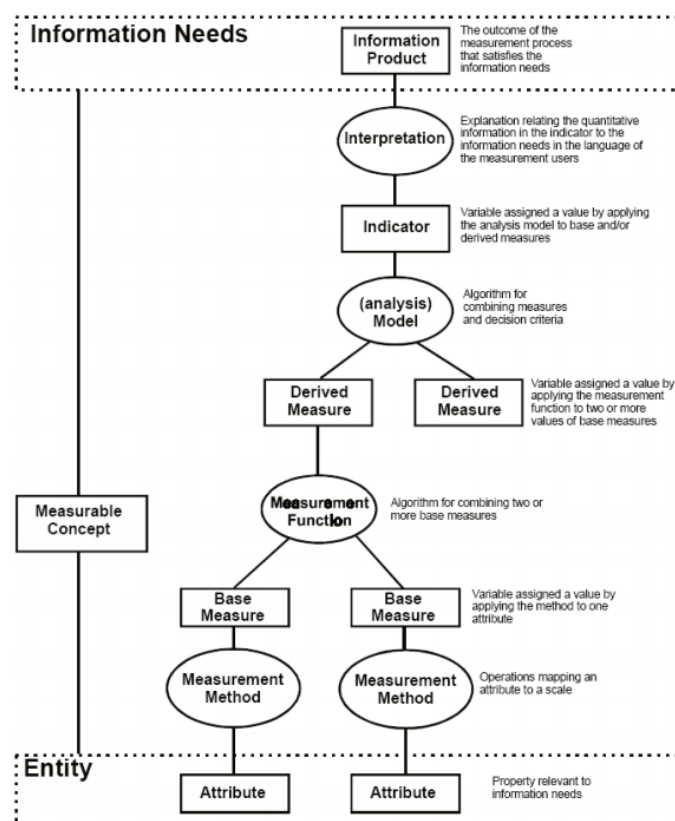 Information Needs
Information
Product
The outcome of the
measurement process
that satisfies the
information needs
Interpretation
Explanation relating the quantitative
information in the indicator to the
information needs in the language of
the measurement users
Indicator
Variable assigned a value by applying
the analysis model to base and/or
derived measures
(analysis)
Model
Algorithm for
combining measures
and decision criteria
Derived
Measure
Derived
Measure
Variable assigned a value by
applying the measurement
function to two or more
values of base measures
Measurable
Concept
Measurement
Function
Algorithm for combining two or
more base measures
Base
Measure
Base
Measure
Variable assigned a value by
applying the method to one
attribute
Measurement
Method
Measurement
Method
Operations mapping an
attribute to a scale
Entity
Attribute
Attribute
Property relevant to
information needs